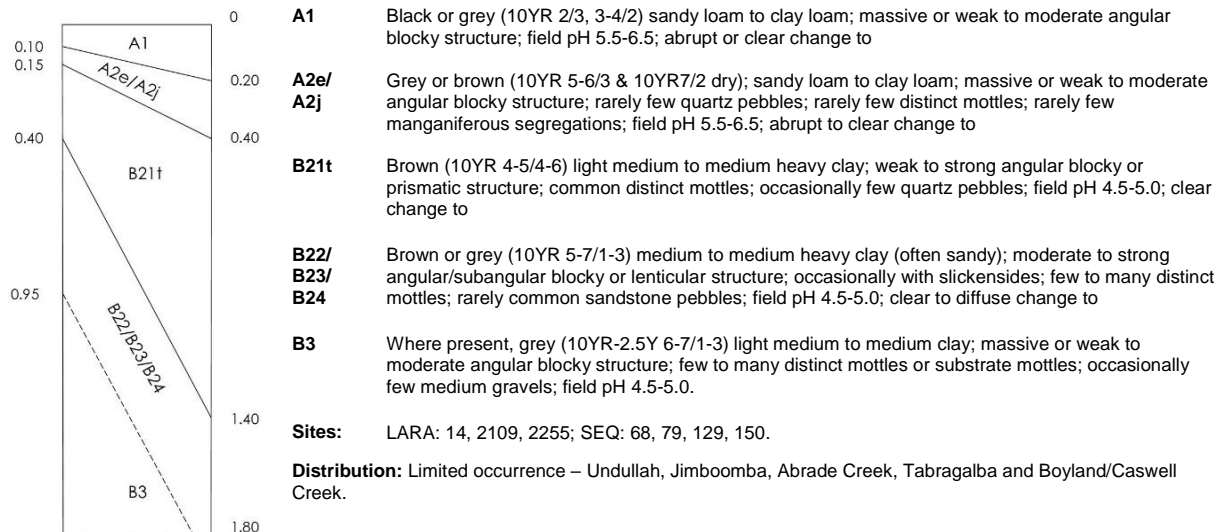 0
A1
0.10
0.15
A2e/A2j
0.20
0.40
0.40
B21t
0.95
B22/B23/B24
1.40
B3
1.80
A1 Black or grey (10YR 2/3, 3-4/2) sandy loam to clay loam; massive or weak to moderate angular
blocky structure; field pH 5.5-6.5; abrupt or clear change to
A2e/ Grey or brown (10YR 5-6/3 & 10YR7/2 dry); sandy loam to clay loam; massive or weak to moderate
A2j angular blocky structure; rarely few quartz pebbles; rarely few distinct mottles; rarely few
manganiferous segregations; field pH 5.5-6.5; abrupt to clear change to
B21t Brown (10YR 4-5/4-6) light medium to medium heavy clay; weak to strong angular blocky or
prismatic structure; common distinct mottles; occasionally few quartz pebbles; field pH 4.5-5.0; clear
change to
B22/ Brown or grey (10YR 5-7/1-3) medium to medium heavy clay (often sandy); moderate to strong
B23/ angular/subangular blocky or lenticular structure; occasionally with slickensides; few to many distinct
B24 mottles; rarely common sandstone pebbles; field pH 4.5-5.0; clear to diffuse change to
B3 Where present, grey (10YR-2.5Y 6-7/1-3) light medium to medium clay; massive or weak to
moderate angular blocky structure; few to many distinct mottles or substrate mottles; occasionally
few medium gravels; field pH 4.5-5.0.
Sites: LARA: 14, 2109, 2255; SEQ: 68, 79, 129, 150.
Distribution: Limited occurrence – Undullah, Jimboomba, Abrade Creek, Tabragalba and Boyland/Caswell
Creek.